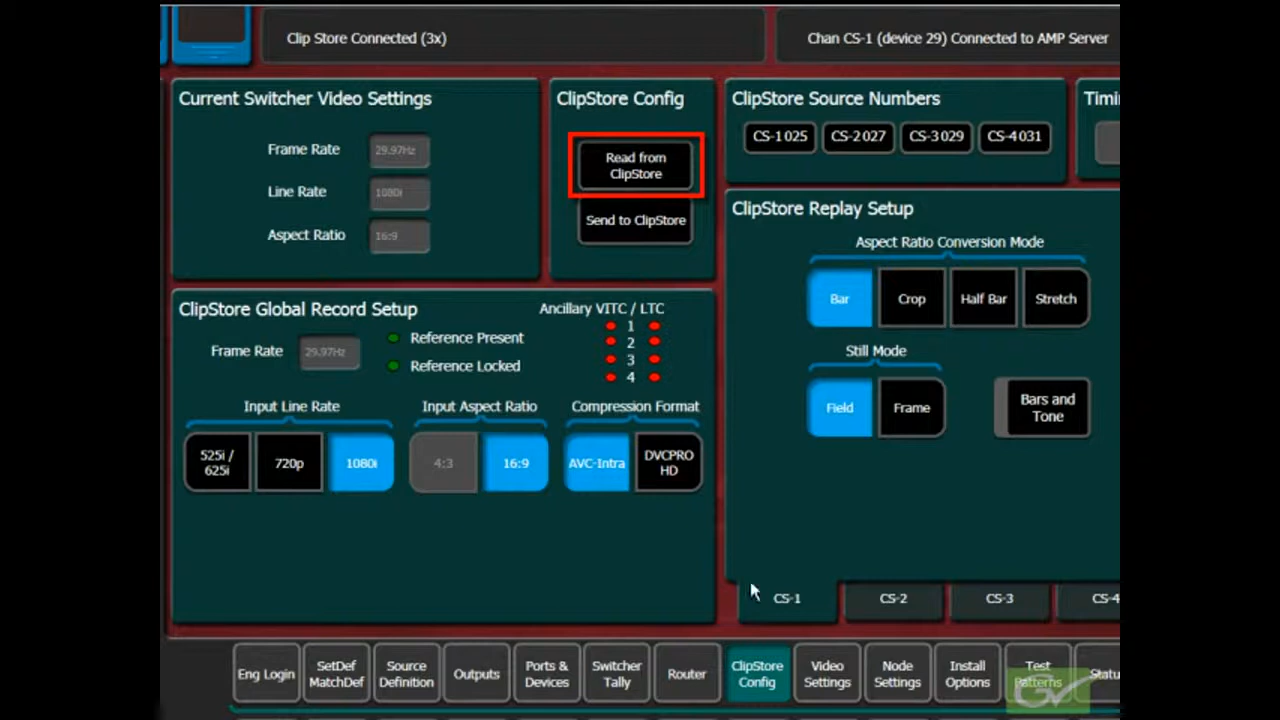 Clip Store Connected (3x)
Chan CS-1 (device 29) Connected to AMP Server
Current Switcher Video Settings
Frame Rate
29.97Hz
Line Rate
1080i
Aspect Ratio
16:9
ClipStore Config
Read from
ClipStore
Send to ClipStore
ClipStore Source Numbers
CS-1 025
CS-2 027
CS-3 029
CS-4 031
Timi
ClipStore Global Record Setup
Frame Rate
29.97Hz
Reference Present
Reference Locked
Ancillary VITC / LTC
1
2
3
4
Input Line Rate
525i /
625i
720p
1080i
Input Aspect Ratio
4:3
16:9
Compression Format
AVC-Intra
DVCPRO
HD
ClipStore Replay Setup
Aspect Ratio Conversion Mode
Bar
Crop
Half Bar
Stretch
Still Mode
Field
Frame
Bars and
Tone
CS-1
CS-2
CS-3
CS-4
Eng Login
SetDef
MatchDef
Source
Definition
Outputs
Ports &
Devices
Switcher
Tally
Router
ClipStore
Config
Video
Settings
Node
Settings
Install
Options
Test
Patterns
Statu
GV